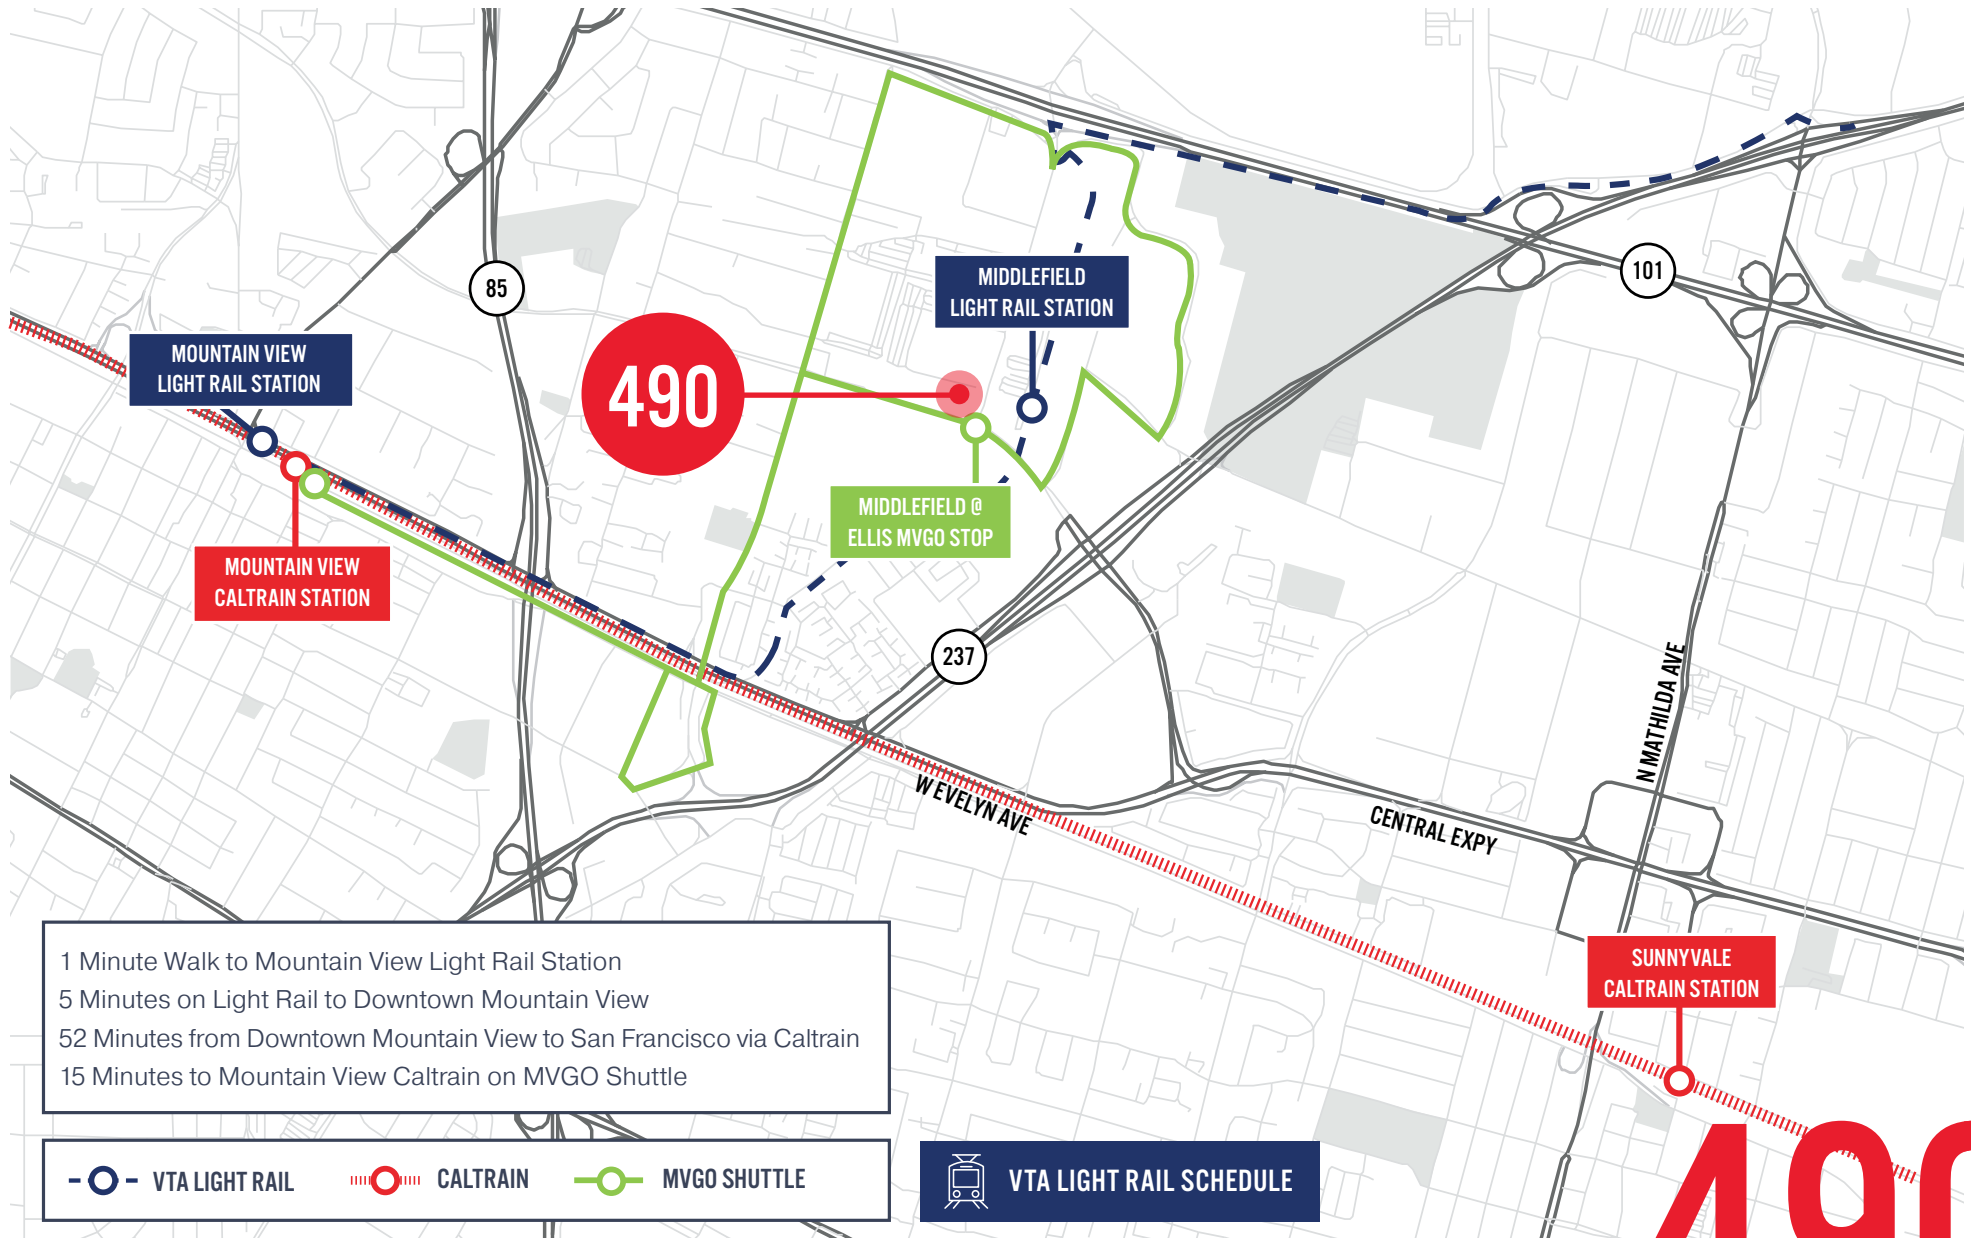 85
101
MIDDLEFIELD
LIGHT RAIL STATION
MOUNTAIN VIEW
LIGHT RAIL STATION
490
MIDDLEFIELD @
ELLIS MVGO STOP
MOUNTAIN VIEW
CALTRAIN STATION
237
N MATHILDA AVE
W EVELYN AVE
CENTRAL EXPY
SUNNYVALE
CALTRAIN STATION
1 Minute Walk to Mountain View Light Rail Station
5 Minutes on Light Rail to Downtown Mountain View
52 Minutes from Downtown Mountain View to San Francisco via Caltrain
15 Minutes to Mountain View Caltrain on MVGO Shuttle
VTA LIGHT RAIL
CALTRAIN
MVGO SHUTTLE
VTA LIGHT RAIL SCHEDULE
490